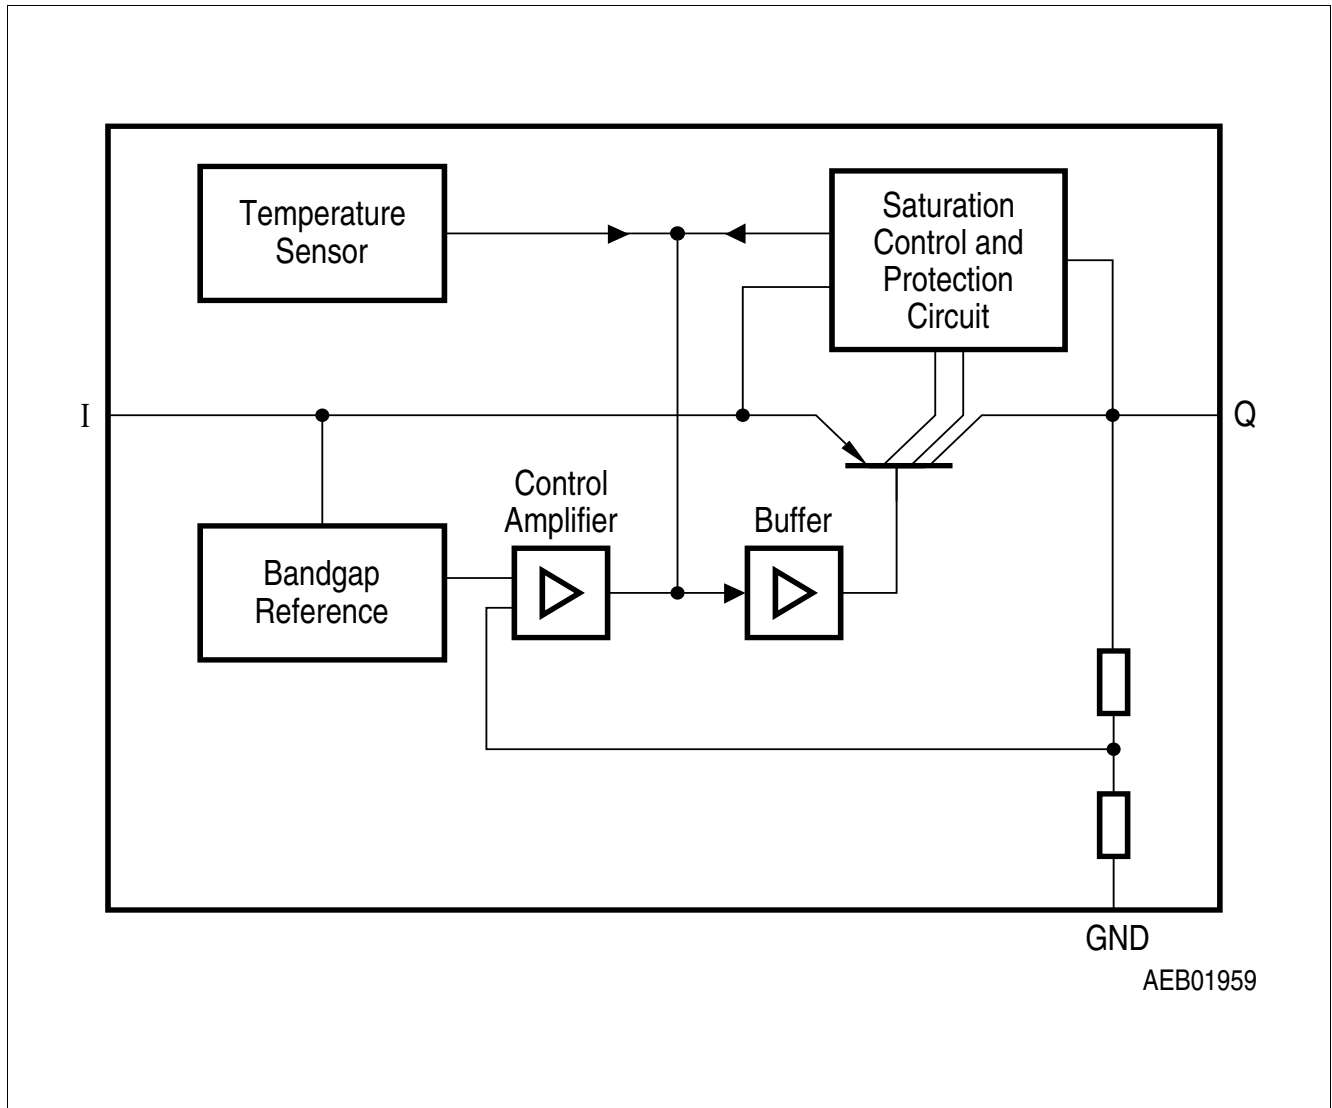 Temperature
Sensor
Saturation
Control and
Protection
Circuit
I
Q
Control
Amplifier
Buffer
Bandgap
Reference
GND
AEB01959